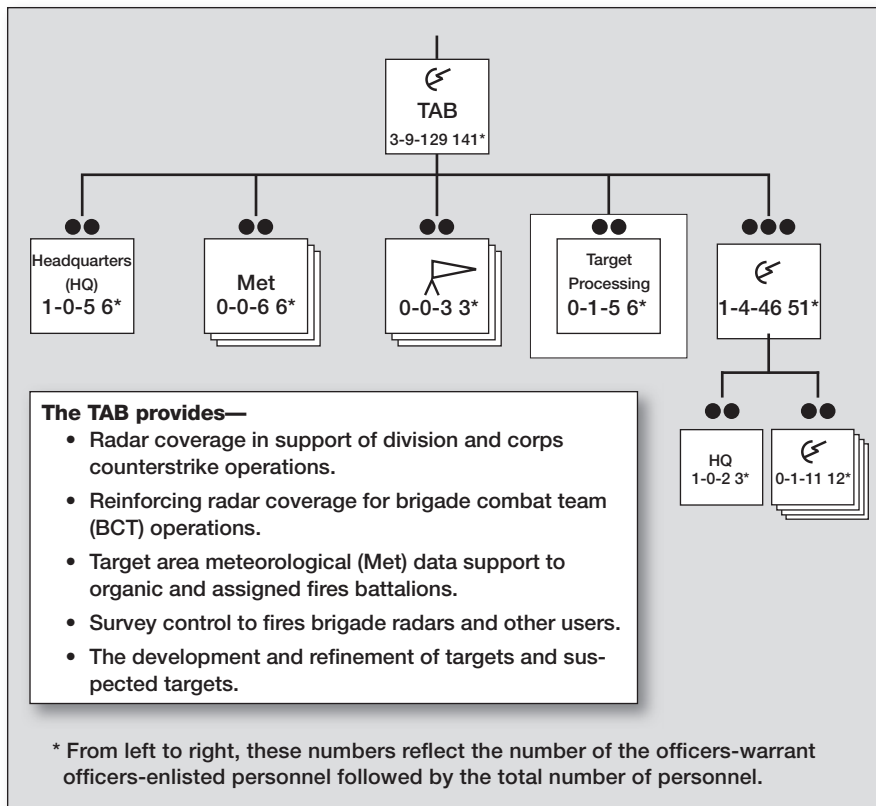 TAB
3-9-129 141*
Headquarters
(HQ)
1-0-5 6*
Met
0-0-6 6*
0-0-3 3*
Target
Processing
0-1-5 6*
1-4-46 51*
HQ
1-0-2 3*
0-1-11 12*
The TAB provides—
• Radar coverage in support of division and corps
counterstrike operations.
• Reinforcing radar coverage for brigade combat team
(BCT) operations.
• Target area meteorological (Met) data support to
organic and assigned fires battalions.
• Survey control to fires brigade radars and other users.
• The development and refinement of targets and sus-
pected targets.
* From left to right, these numbers reflect the number of the officers-warrant
officers-enlisted personnel followed by the total number of personnel.